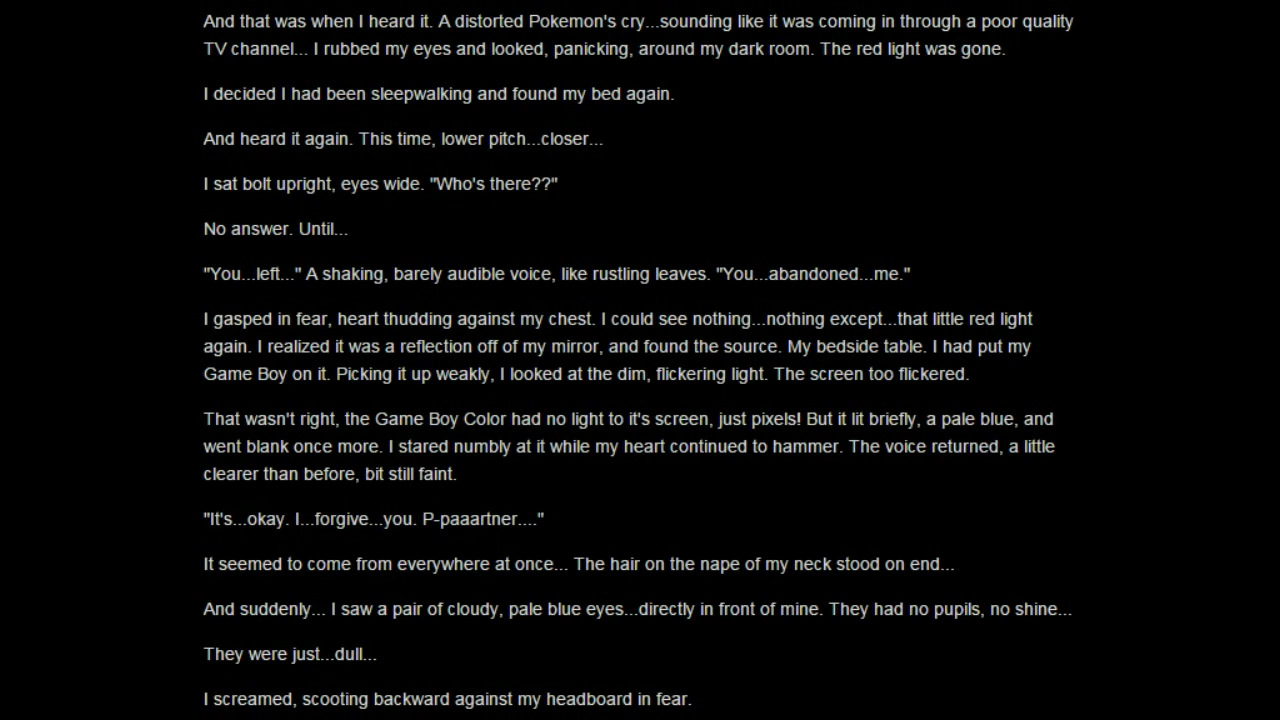 And that was when I heard it. A distorted Pokemon's cry...sounding like it was coming in through a poor quality
TV channel... I rubbed my eyes and looked, panicking, around my dark room. The red light was gone.
I decided I had been sleepwalking and found my bed again.
And heard it again. This time, lower pitch...closer...
I sat bolt upright, eyes wide. "Who's there??"
No answer. Until...
"You...left..." A shaking, barely audible voice, like rustling leaves. "You...abandoned...me."
I gasped in fear, heart thudding against my chest. I could see nothing...nothing except...that little red light
again. I realized it was a reflection off of my mirror, and found the source. My bedside table. I had put my
Game Boy on it. Picking it up weakly, I looked at the dim, flickering light. The screen too flickered.
That wasn't right, the Game Boy Color had no light to it's screen, just pixels! But it lit briefly, a pale blue, and
went blank once more. I stared numbly at it while my heart continued to hammer. The voice returned, a little
clearer than before, bit still faint.
"It's...okay. I...forgive...you. P-paaartner...."
It seemed to come from everywhere at once... The hair on the nape of my neck stood on end...
And suddenly... I saw a pair of cloudy, pale blue eyes...directly in front of mine. They had no pupils, no shine...
They were just...dull...
I screamed, scooting backward against my headboard in fear.